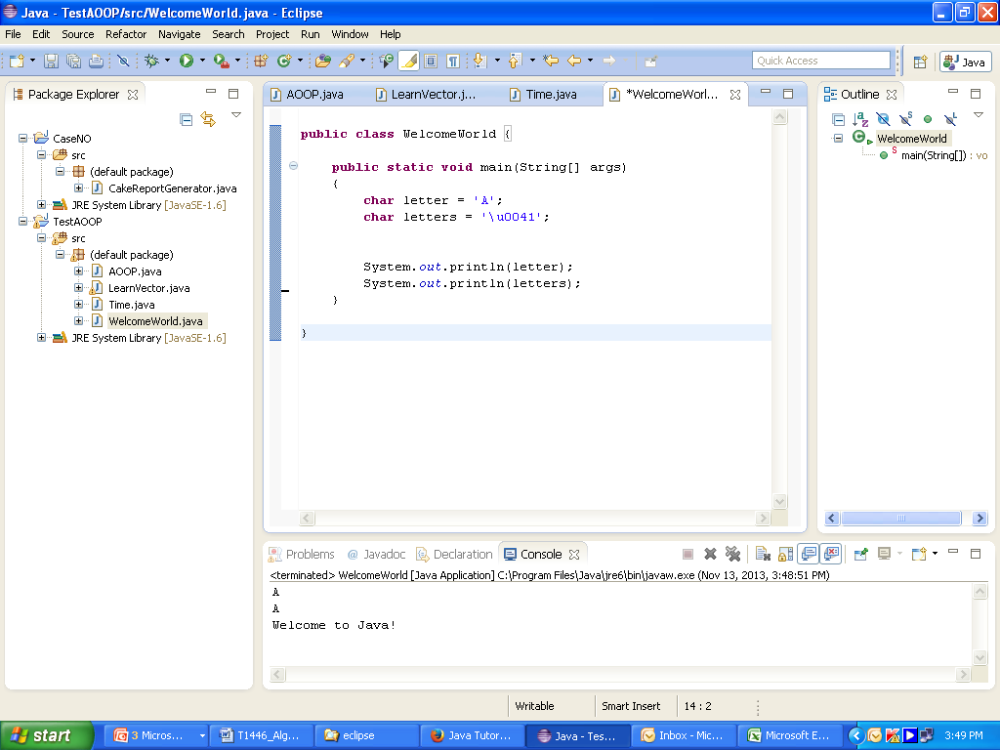 Java - TestAOOP/src/WelcomeWorld.java - Eclipse
File Edit Source Refactor Navigate Search Project Run Window Help
Quick Access
Java
Package Explorer
CaseNO
src
(default package)
CakeReportGenerator.java
JRE System Library [JavaSE-1.6]
TestAOOP
src
(default package)
AOOP.java
LearnVector.java
Time.java
WelcomeWorld.java
JRE System Library [JavaSE-1.6]
AOOP.java LearnVector.j... Time.java *WelcomeWorl...
public class WelcomeWorld {
public static void main(String[] args)
{
char letter = 'A';
char letters = '\u0041';
System.out.println(letter);
System.out.println(letters);
}
}
Outline
WelcomeWorld
main(String[]) : vo
Problems Javadoc Declaration Console
<terminated> WelcomeWorld [Java Application] C:\Program Files\Java\jre6\bin\javaw.exe (Nov 13, 2013, 3:48:51 PM)
A
A
Welcome to Java!
Writable Smart Insert 14 : 2
start 3 Micros... T1446_Alg... eclipse Java Tutor... Java - Tes... Inbox - Mic... Microsoft E... 3:49 PM